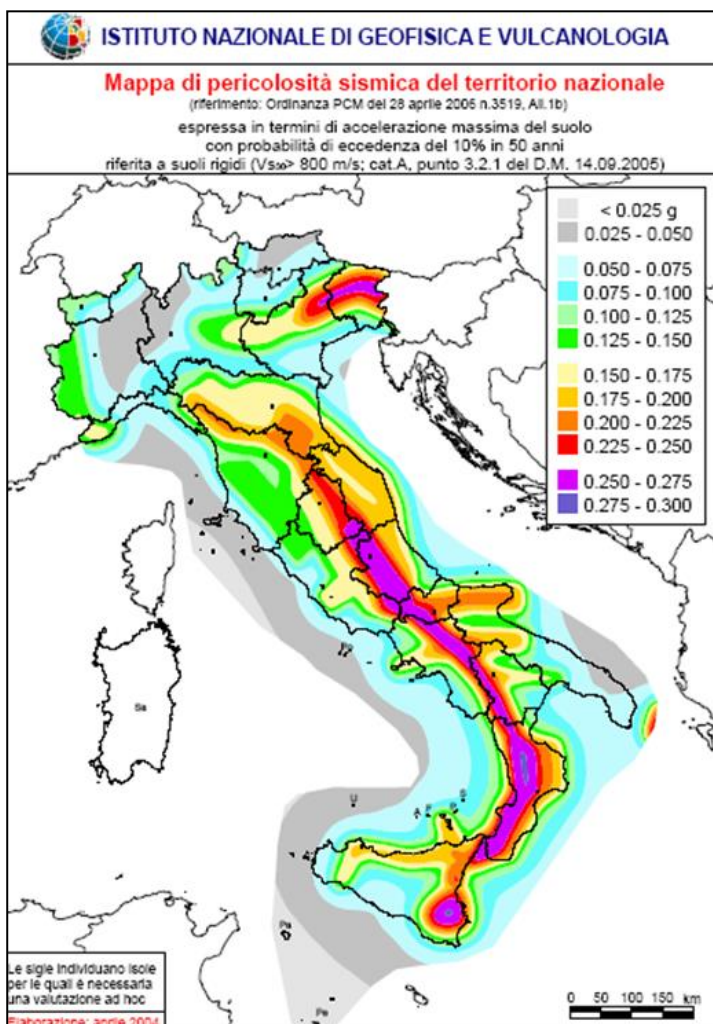 ISTITUTO NAZIONALE DI GEOFISICA E VULCANOLOGIA
Mappa di pericolosità sismica del territorio nazionale
(riferimento: Ordinanza PCM del 28 aprile 2006 n.3519, All.1b)
espressa in termini di accelerazione massima del suolo
con probabilità di eccedenza del 10% in 50 anni
riferita a suoli rigidi (Vs30> 800 m/s; cat.A, punto 3.2.1 del D.M. 14.09.2005)
< 0.025 g
0.025 - 0.050
0.050 - 0.075
0.075 - 0.100
0.100 - 0.125
0.125 - 0.150
0.150 - 0.175
0.175 - 0.200
0.200 - 0.225
0.225 - 0.250
0.250 - 0.275
0.275 - 0.300
Sa
U
A
Pa
Pe
Le sigle individuano isole
per le quali è necessaria
una valutazione ad hoc
Elaborazione: aprile 2004
0 50 100 150 km